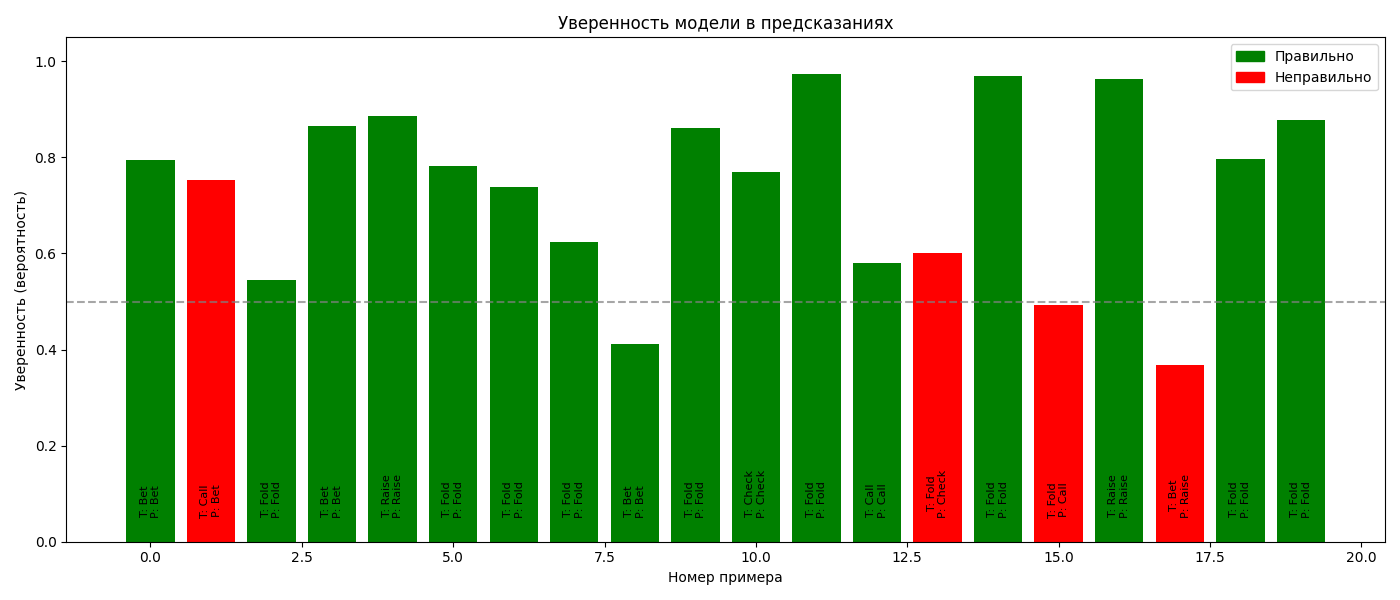 Уверенность модели в предсказаниях
Правильно
Неправильно
Уверенность (вероятность)
1.0
0.8
0.6
0.4
0.2
0.0
T: Bet
P: Bet
T: Call
P: Bet
T: Fold
P: Fold
T: Bet
P: Bet
T: Raise
P: Raise
T: Fold
P: Fold
T: Fold
P: Fold
T: Fold
P: Fold
T: Bet
P: Bet
T: Fold
P: Fold
T: Check
P: Check
T: Fold
P: Fold
T: Call
P: Call
T: Fold
P: Check
T: Fold
P: Fold
T: Fold
P: Call
T: Raise
P: Raise
T: Bet
P: Raise
T: Fold
P: Fold
T: Fold
P: Fold
0.0 2.5 5.0 7.5 10.0 12.5 15.0 17.5 20.0
Номер примера